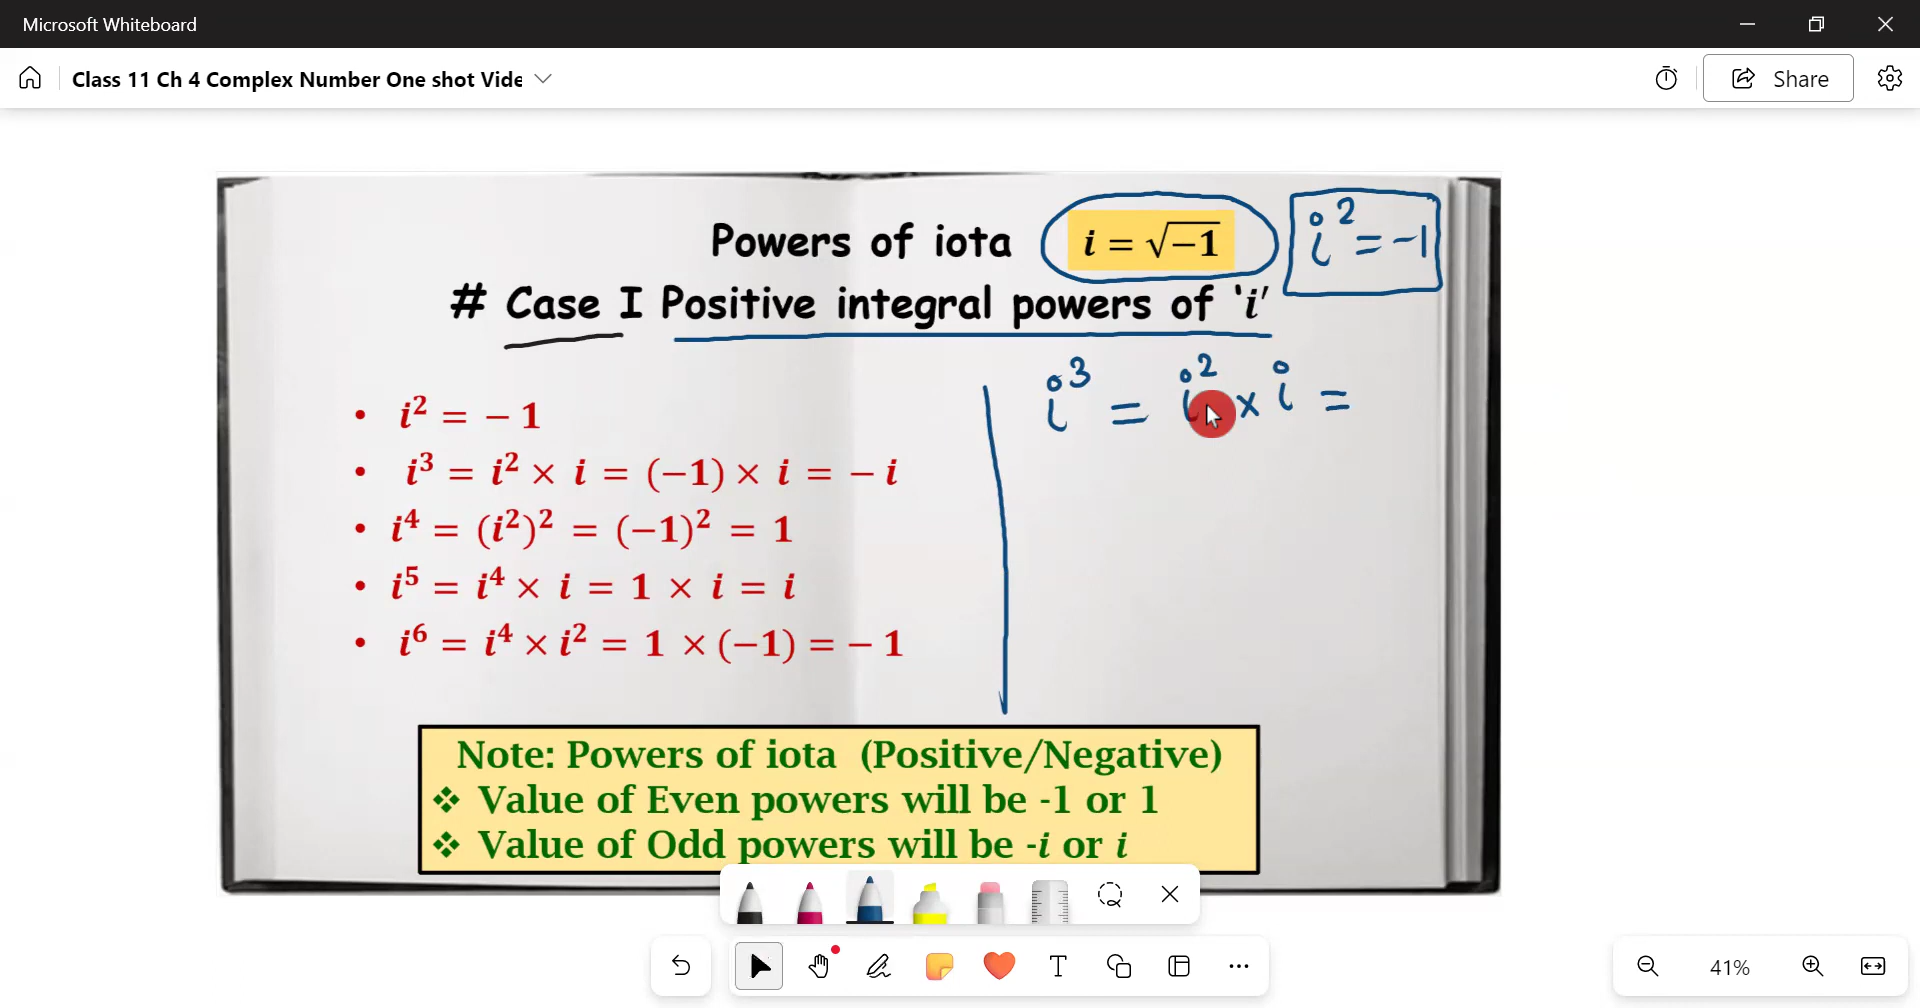 Microsoft Whiteboard
Class 11 Ch 4 Complex Number One shot Vide
Share
Powers of iota i = √−1 i² = −1
# Case I Positive integral powers of ‘i’
i³ = i² × i =
• i² = − 1
• i³ = i² × i = (−1) × i = − i
• i⁴ = (i²)² = (−1)² = 1
• i⁵ = i⁴ × i = 1 × i = i
• i⁶ = i⁴ × i² = 1 × (−1) = − 1
Note: Powers of iota (Positive/Negative)
❖ Value of Even powers will be -1 or 1
❖ Value of Odd powers will be -i or i
41%